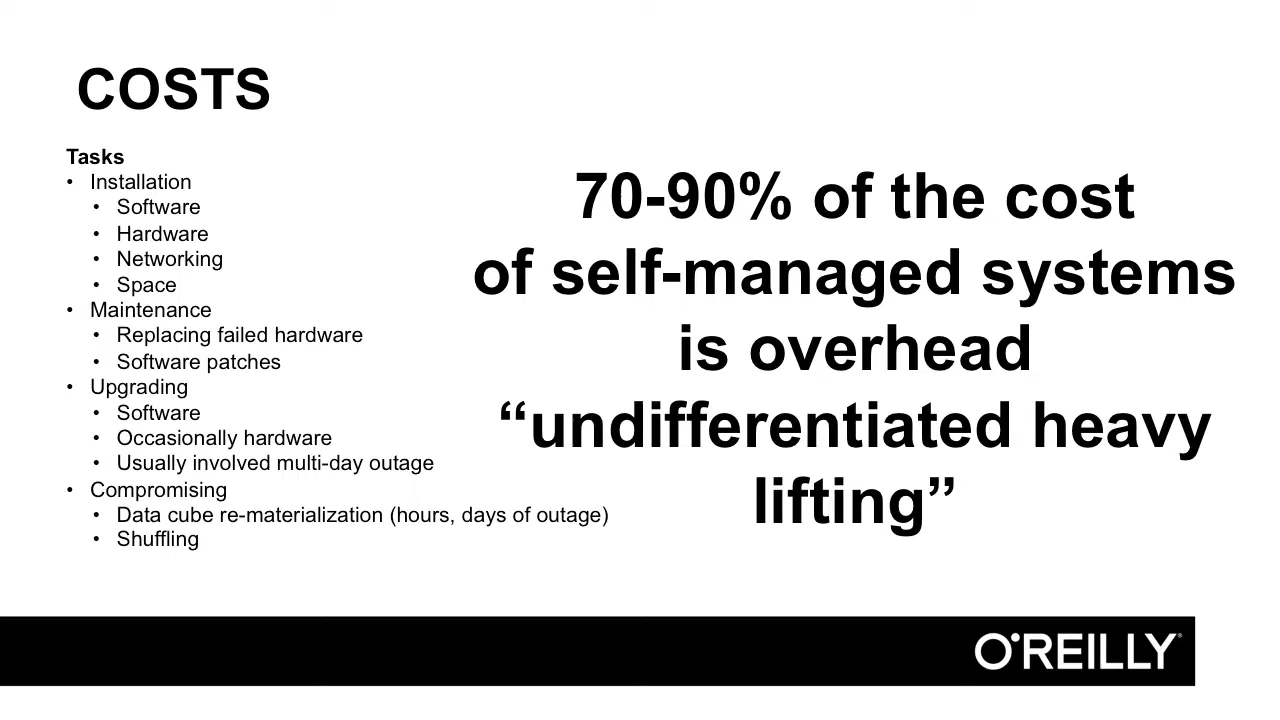 COSTS
Tasks
• Installation
• Software
• Hardware
• Networking
• Space
• Maintenance
• Replacing failed hardware
• Software patches
• Upgrading
• Software
• Occasionally hardware
• Usually involved multi-day outage
• Compromising
• Data cube re-materialization (hours, days of outage)
• Shuffling
70-90% of the cost
of self-managed systems
is overhead
“undifferentiated heavy
lifting”
O'REILLY®